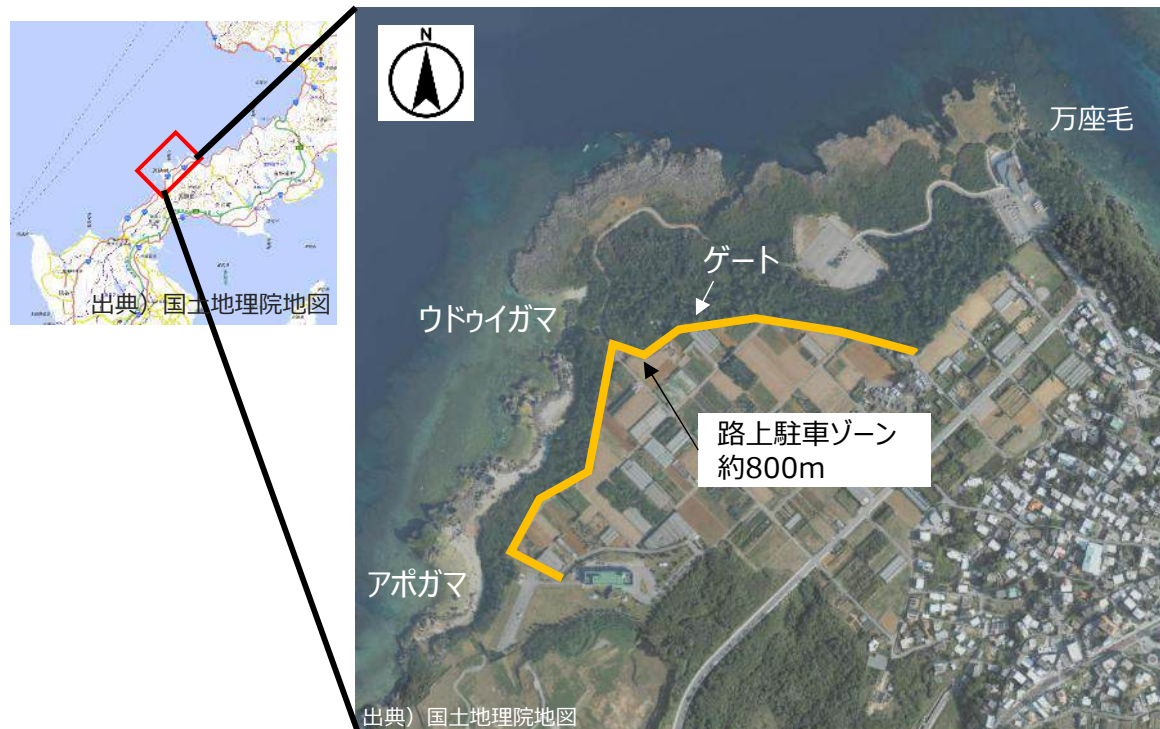 出典）国土地理院地図
N
万座毛
ゲート
ウドゥイガマ
路上駐車ゾーン
約800m
アポガマ
出典）国土地理院地図